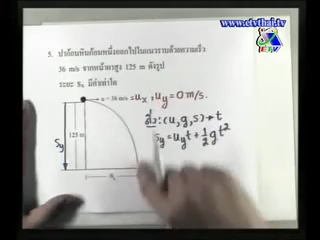 www.etvthai.tv
ETV
5. ปาก้อนหินก้อนหนึ่งออกไปในแนวราบด้วยความเร็ว
36 m/s จากหน้าผาสูง 125 m ดังรูป
ระยะ Sx มีค่าเท่าใด
u = 36 m/s = ux , uy = 0 m/s.
ดิ่ง : (u, g, s) → t
Sy = uyt + ½gt²
Sy
125 m
Sx